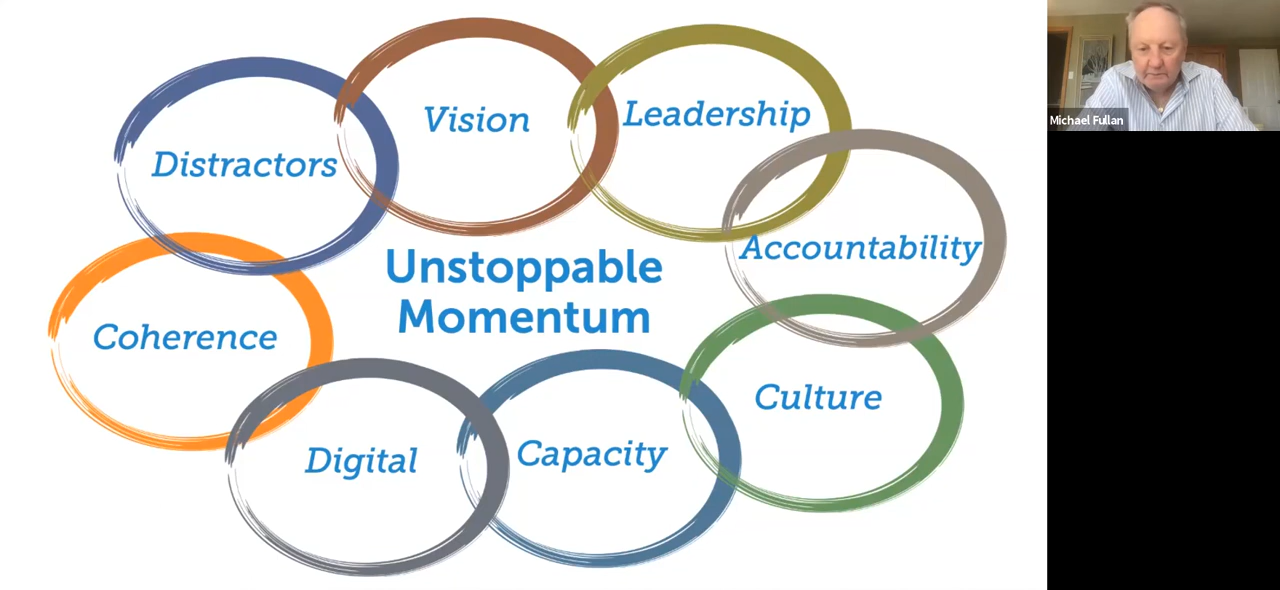 Vision
Leadership
Distractors
Accountability
Unstoppable
Momentum
Coherence
Culture
Digital
Capacity
Michael Fullan